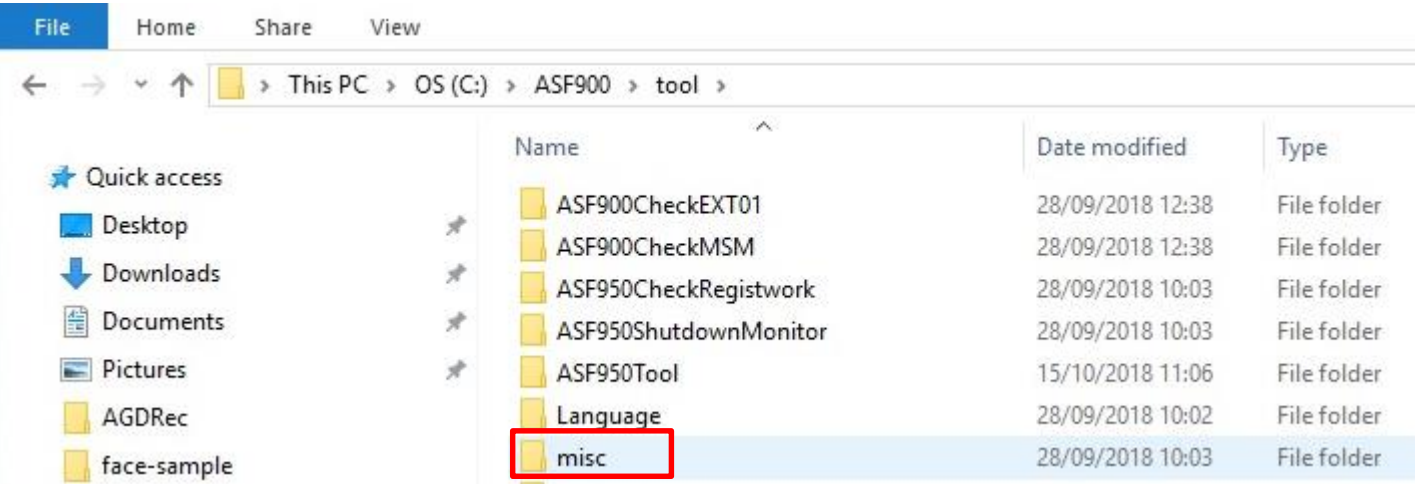 File Home Share View
This PC > OS (C:) > ASF900 > tool >
Name Date modified Type
Quick access
Desktop
Downloads
Documents
Pictures
AGDRec
face-sample
ASF900CheckEXT01 28/09/2018 12:38 File folder
ASF900CheckMSM 28/09/2018 12:38 File folder
ASF950CheckRegistwork 28/09/2018 10:03 File folder
ASF950ShutdownMonitor 28/09/2018 10:03 File folder
ASF950Tool 15/10/2018 11:06 File folder
Language 28/09/2018 10:02 File folder
misc 28/09/2018 10:03 File folder